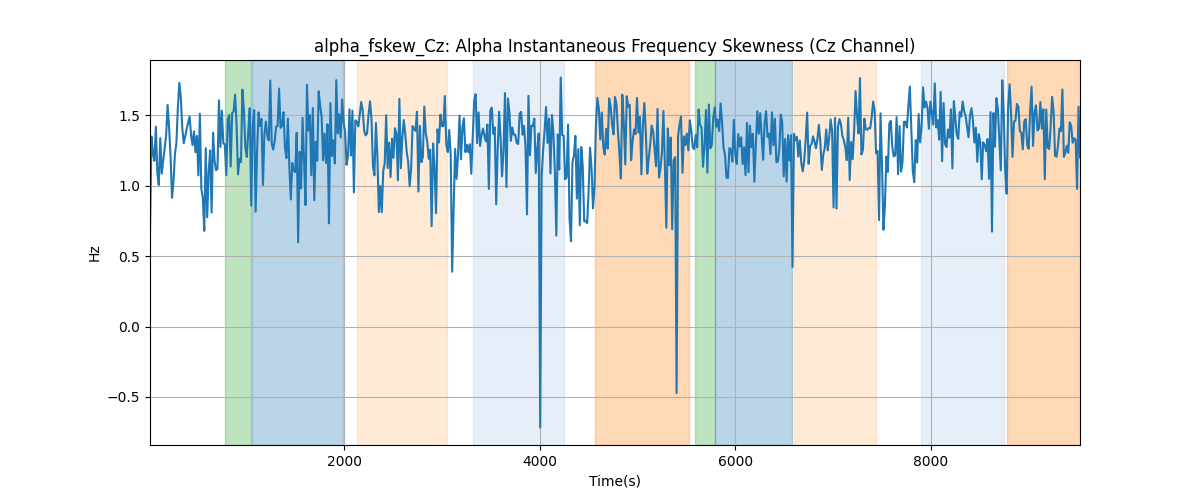 alpha_fskew_Cz: Alpha Instantaneous Frequency Skewness (Cz Channel)
1.5
1.0
0.5
0.0
−0.5
Hz
2000 4000 6000 8000
Time(s)